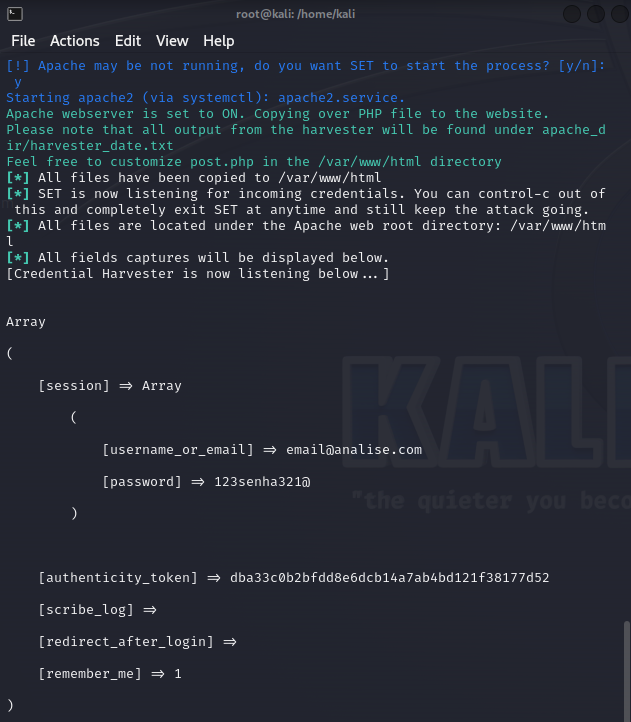 root@kali: /home/kali
File Actions Edit View Help
[!] Apache may be not running, do you want SET to start the process? [y/n]:
 y
Starting apache2 (via systemctl): apache2.service.
Apache webserver is set to ON. Copying over PHP file to the website.
Please note that all output from the harvester will be found under apache_d
ir/harvester_date.txt
Feel free to customize post.php in the /var/www/html directory
[*] All files have been copied to /var/www/html
[*] SET is now listening for incoming credentials. You can control-c out of
 this and completely exit SET at anytime and still keep the attack going.
[*] All files are located under the Apache web root directory: /var/www/htm
l
[*] All fields captures will be displayed below.
[Credential Harvester is now listening below...]
Array
(
    [session] => Array
        (
            [username_or_email] => email@analise.com
            [password] => 123senha321@
        )
    [authenticity_token] => dba33c0b2bfdd8e6dcb14a7ab4bd121f38177d52
    [scribe_log] =>
    [redirect_after_login] =>
    [remember_me] => 1
)
KALI
"the quieter you beco